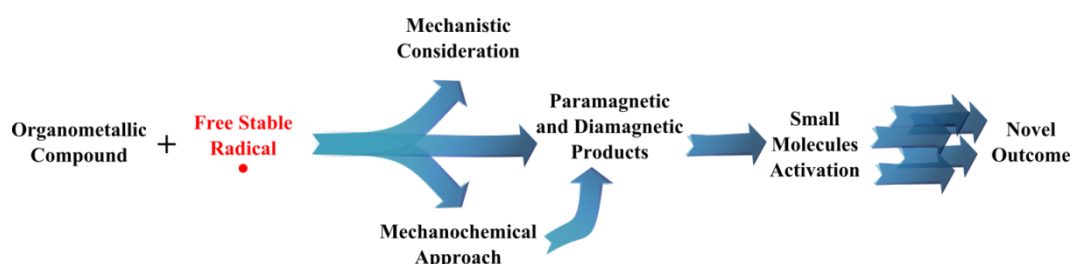 Mechanistic
Consideration
Organometallic
Compound
+
Free Stable
Radical
Paramagnetic
and Diamagnetic
Products
Small
Molecules
Activation
Novel
Outcome
Mechanochemical
Approach